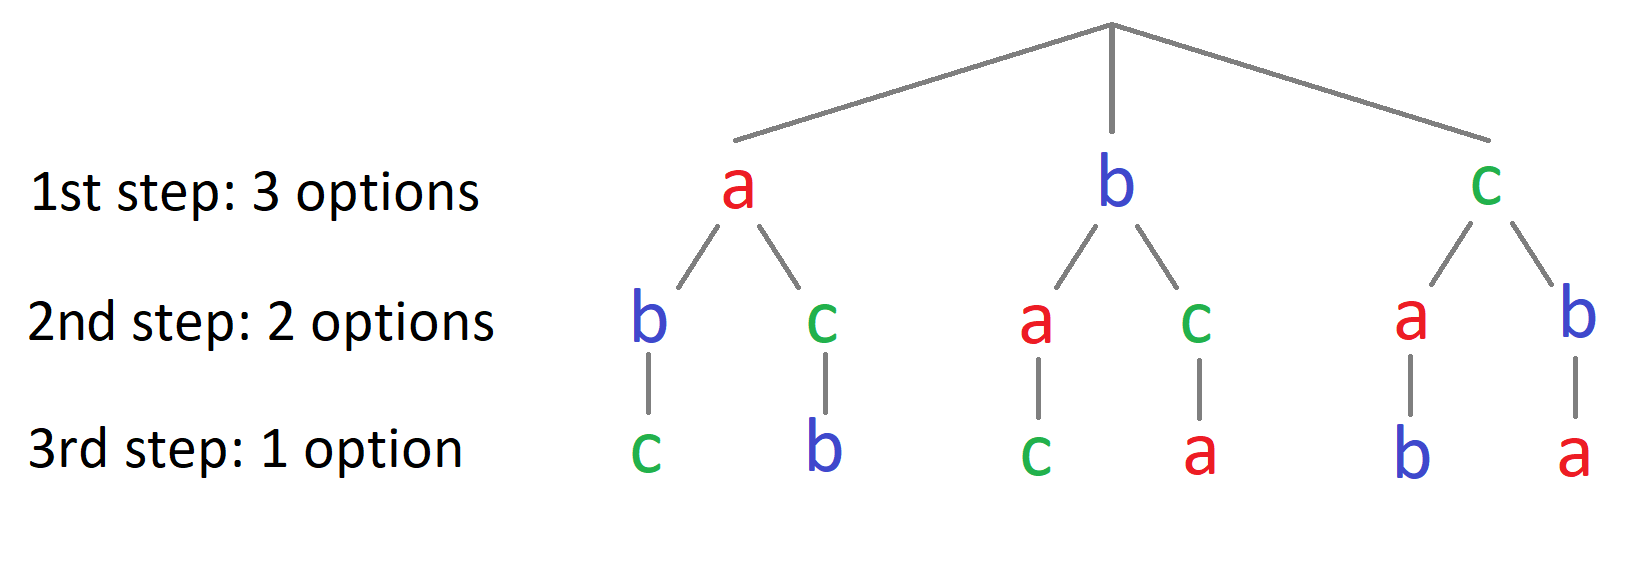 1st step: 3 options a b c
2nd step: 2 options b c a c a b
3rd step: 1 option c b c a b a